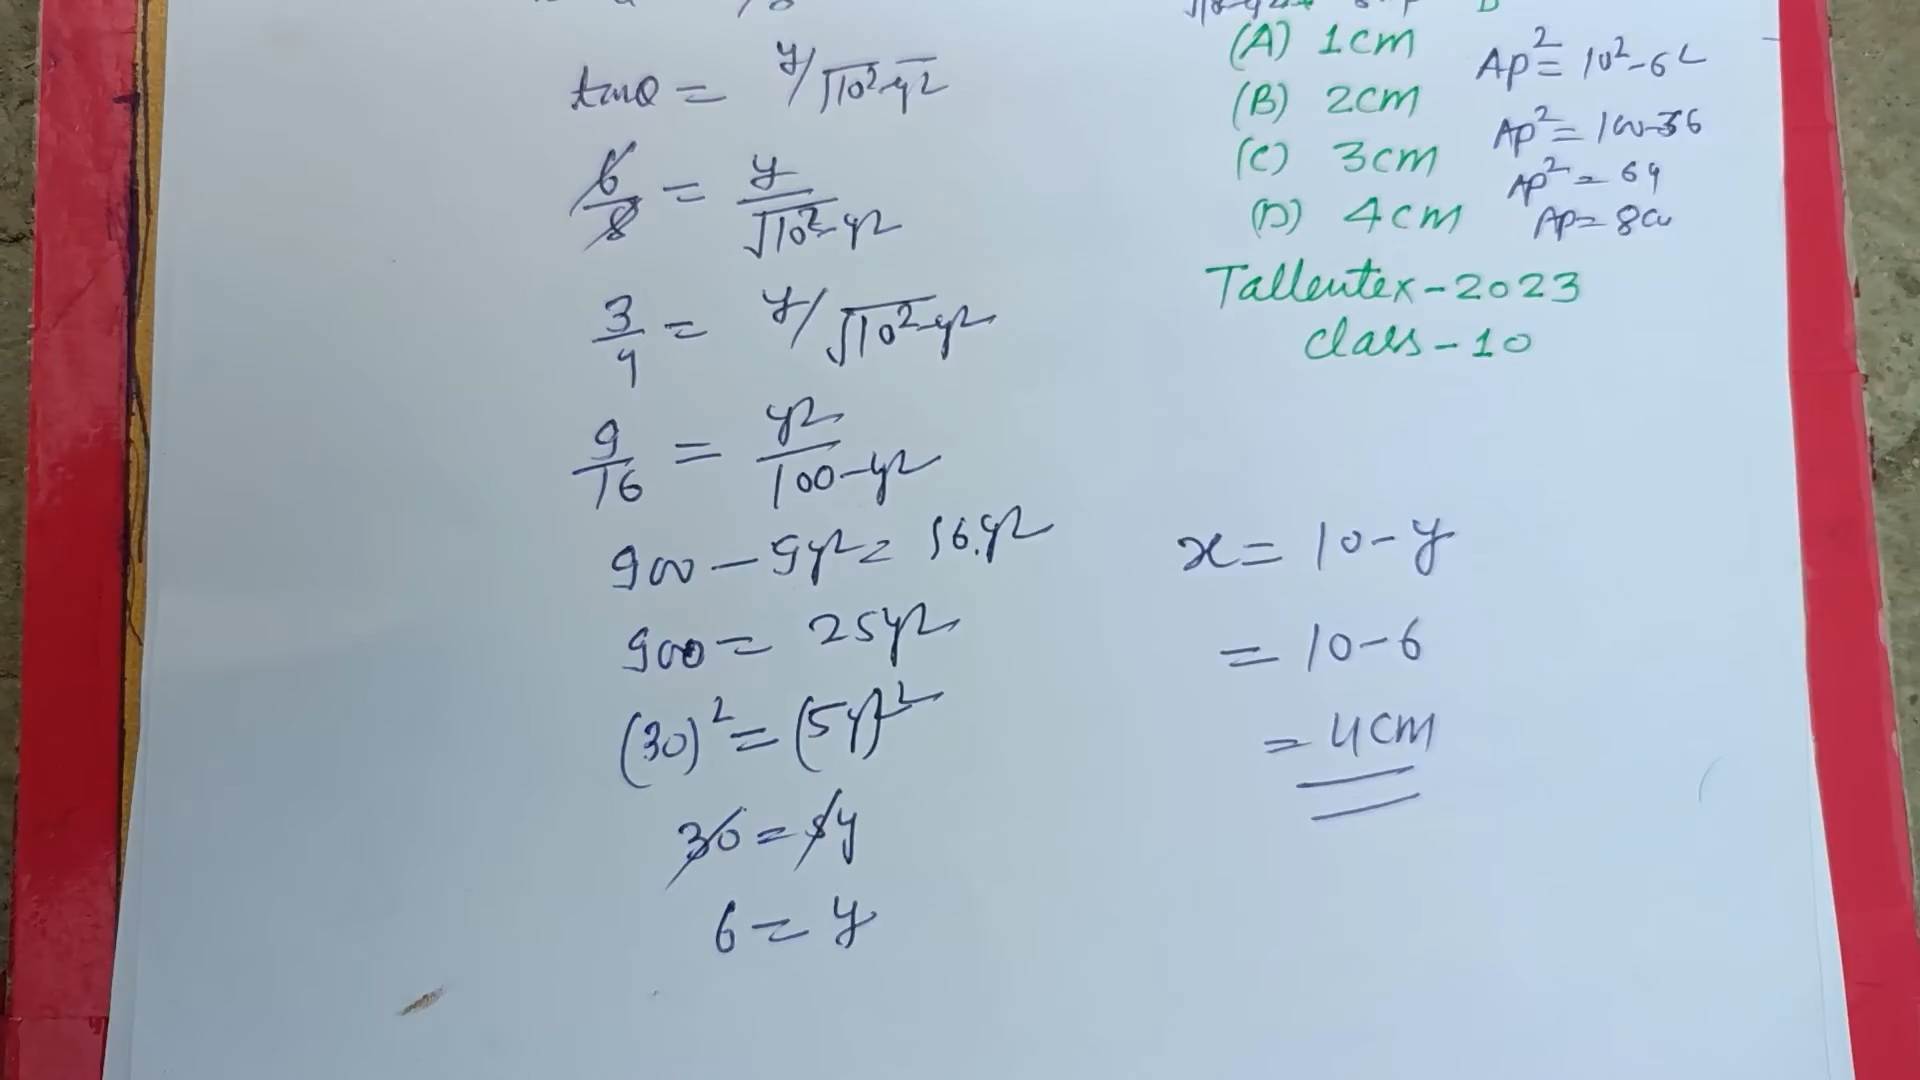 tanθ = y/√10²-y²
6/8 = y/√10²-y²
3/4 = y/√10²-y²
9/16 = y²/100-y²
900 - 9y² = 16y²
900 = 25y²
(30)² = (5y)²
30 = 5y
6 = y
(A) 1cm
(B) 2cm
(C) 3cm
(D) 4cm
Tallentex-2023
class-10
AP² = 10²-6²
AP² = 100-36
AP² = 64
AP = 8cm
x = 10-y
= 10-6
= 4cm